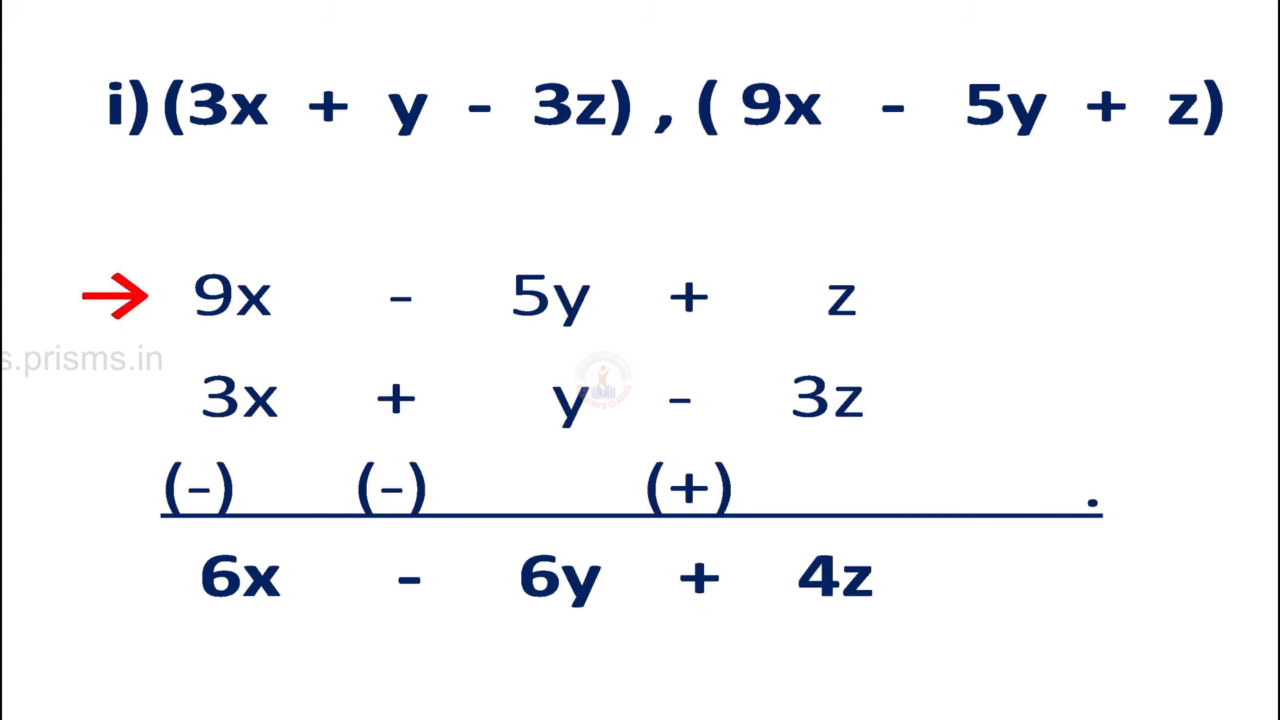 i) (3x + y - 3z) , ( 9x - 5y + z)
→ 9x - 5y + z
s.prisms.in
3x + y - 3z
(-) (-) (+) .
6x - 6y + 4z